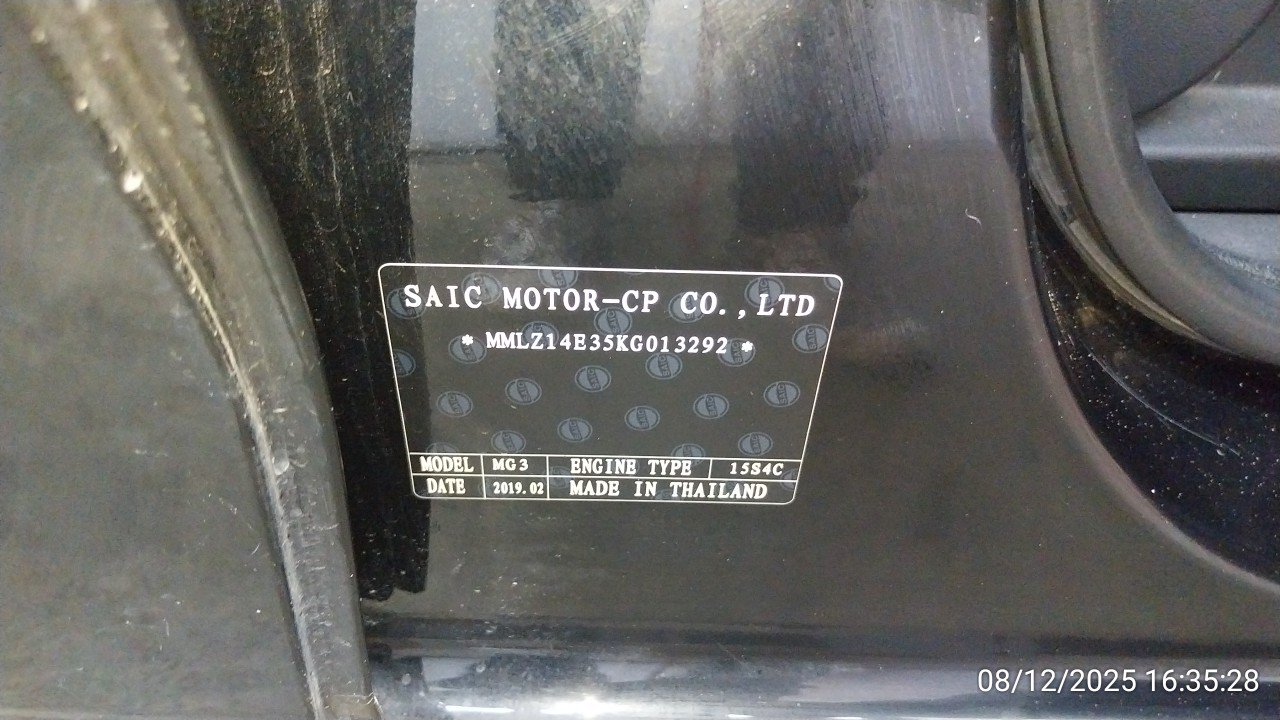 SAIC MOTOR-CP CO.,LTD
* MMLZ14E35KG013292 *
MODEL MG3 ENGINE TYPE 15S4C
DATE 2019.02 MADE IN THAILAND
08/12/2025 16:35:28